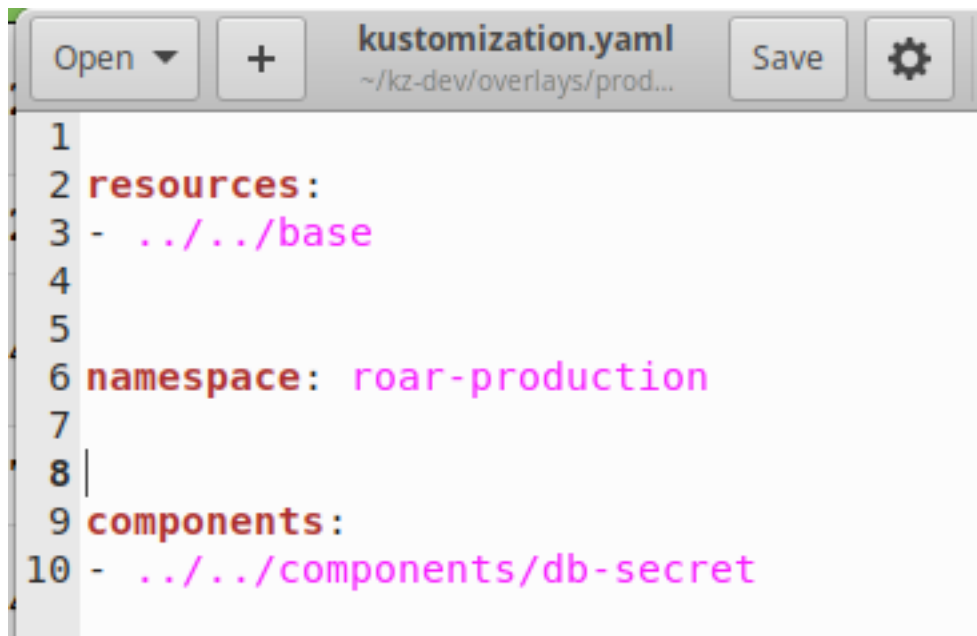 Open
+
kustomization.yaml
~/kz-dev/overlays/prod...
Save
1
2 resources:
3 - ../../base
4
5
6 namespace: roar-production
7
8
9 components:
10 - ../../components/db-secret